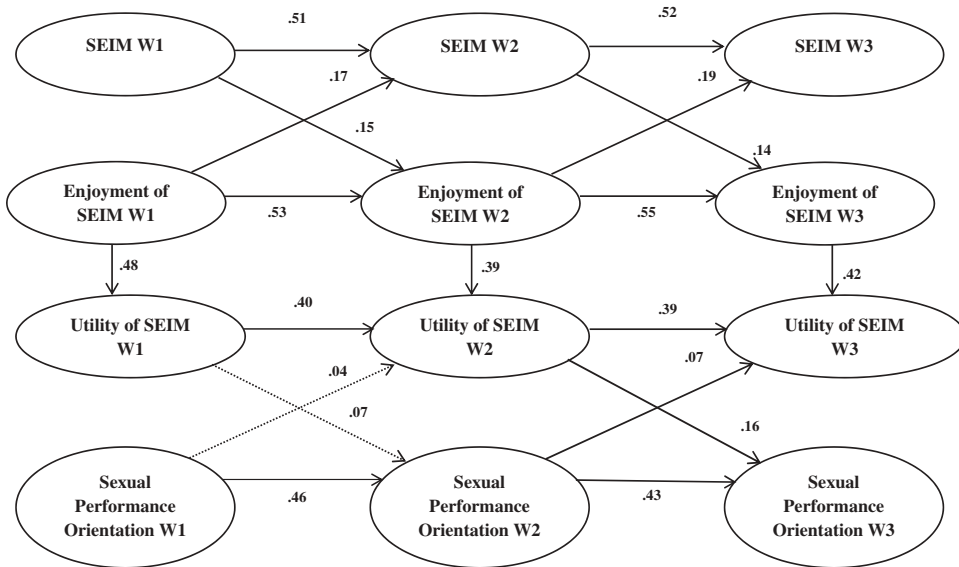 .51
.52
SEIM W1
SEIM W2
SEIM W3
.17
.19
.15
.14
Enjoyment of
SEIM W1
Enjoyment of
SEIM W2
Enjoyment of
SEIM W3
.53
.55
.48
.39
.42
.40
.39
Utility of SEIM
W1
Utility of SEIM
W2
Utility of SEIM
W3
.04
.07
.07
.16
Sexual
Performance
Orientation W1
Sexual
Performance
Orientation W2
Sexual
Performance
Orientation W3
.46
.43